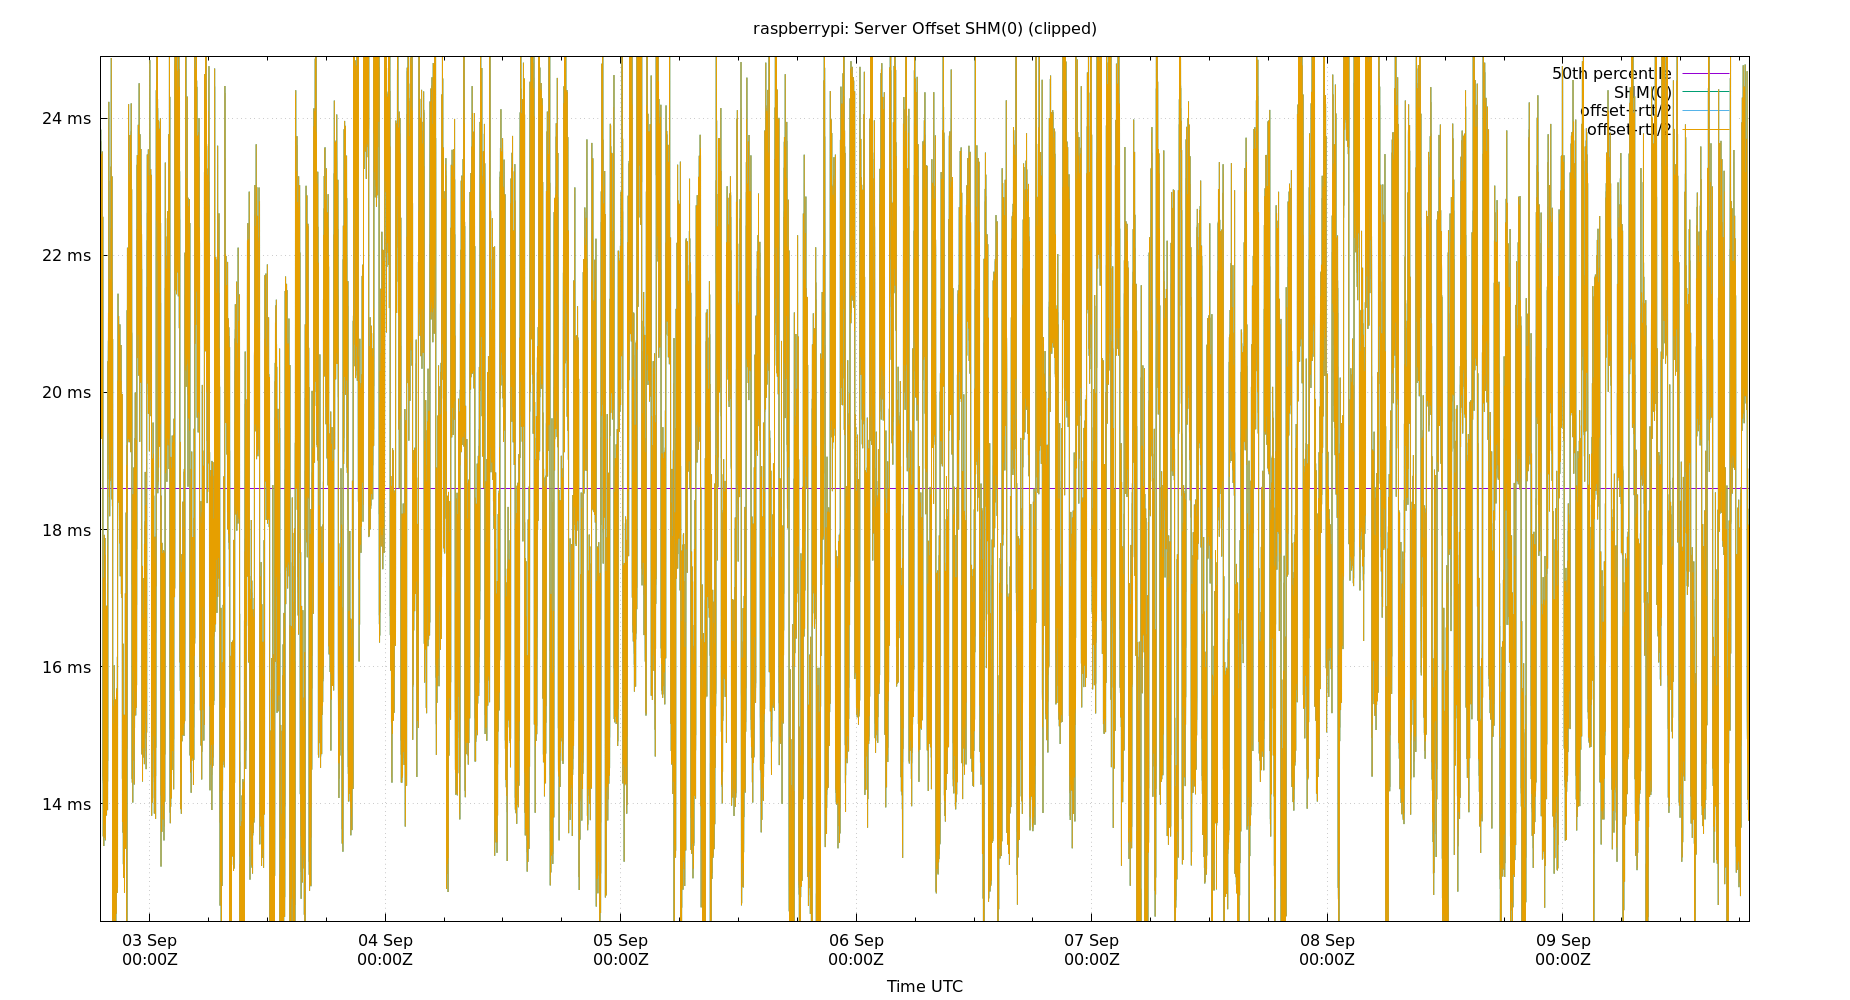 raspberrypi: Server Offset SHM(0) (clipped)
50th percentile
SHM(0)
offset+rtt/2
offset-rtt/2
24 ms
22 ms
20 ms
18 ms
16 ms
14 ms
03 Sep
00:00Z
04 Sep
00:00Z
05 Sep
00:00Z
06 Sep
00:00Z
07 Sep
00:00Z
08 Sep
00:00Z
09 Sep
00:00Z
Time UTC